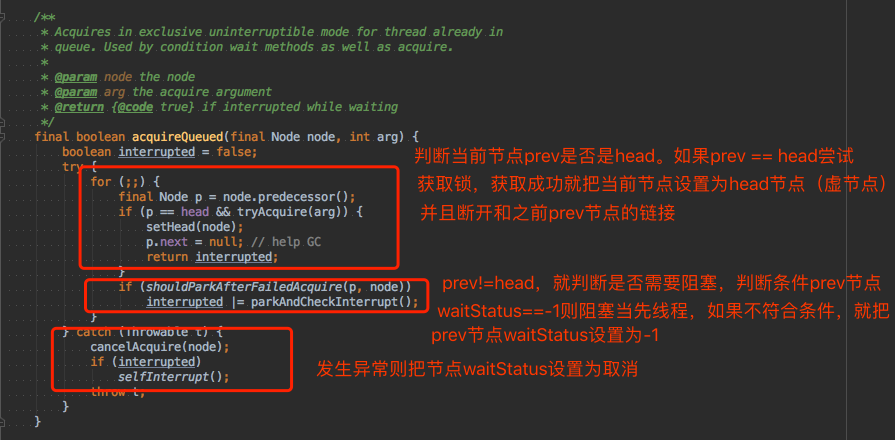 /**
* Acquires in exclusive uninterruptible mode for thread already in
* queue. Used by condition wait methods as well as acquire.
*
* @param node the node
* @param arg the acquire argument
* @return {@code true} if interrupted while waiting
*/
final boolean acquireQueued(final Node node, int arg) {
boolean interrupted = false;
try {
for (;;) {
final Node p = node.predecessor();
if (p == head && tryAcquire(arg)) {
setHead(node);
p.next = null; // help GC
return interrupted;
}
if (shouldParkAfterFailedAcquire(p, node))
interrupted |= parkAndCheckInterrupt();
}
} catch (Throwable t) {
cancelAcquire(node);
if (interrupted)
selfInterrupt();
throw t;
}
}
判断当前节点prev是否是head。如果prev == head尝试
获取锁，获取成功就把当前节点设置为head节点（虚节点）
并且断开和之前prev节点的链接
prev!=head，就判断是否需要阻塞，判断条件prev节点
waitStatus==-1则阻塞当先线程，如果不符合条件，就把
prev节点waitStatus设置为-1
发生异常则把节点waitStatus设置为取消